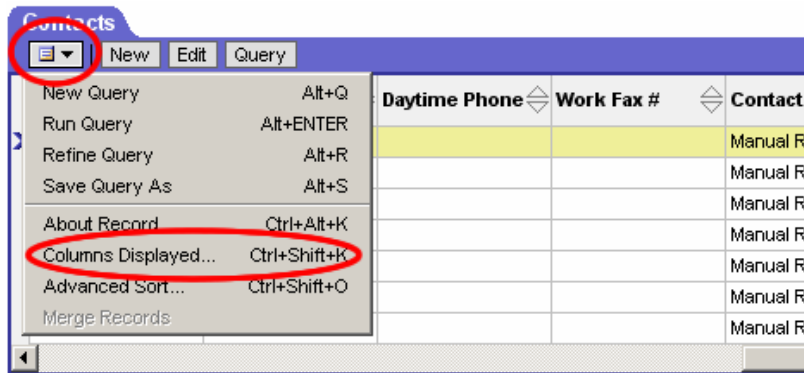 Contacts
New Edit Query
New Query Alt+Q
Run Query Alt+ENTER
Refine Query Alt+R
Save Query As Alt+S
About Record Ctrl+Alt+K
Columns Displayed... Ctrl+Shift+K
Advanced Sort... Ctrl+Shift+O
Merge Records
Daytime Phone Work Fax # Contact
Manual R
Manual R
Manual R
Manual R
Manual R
Manual R
Manual R